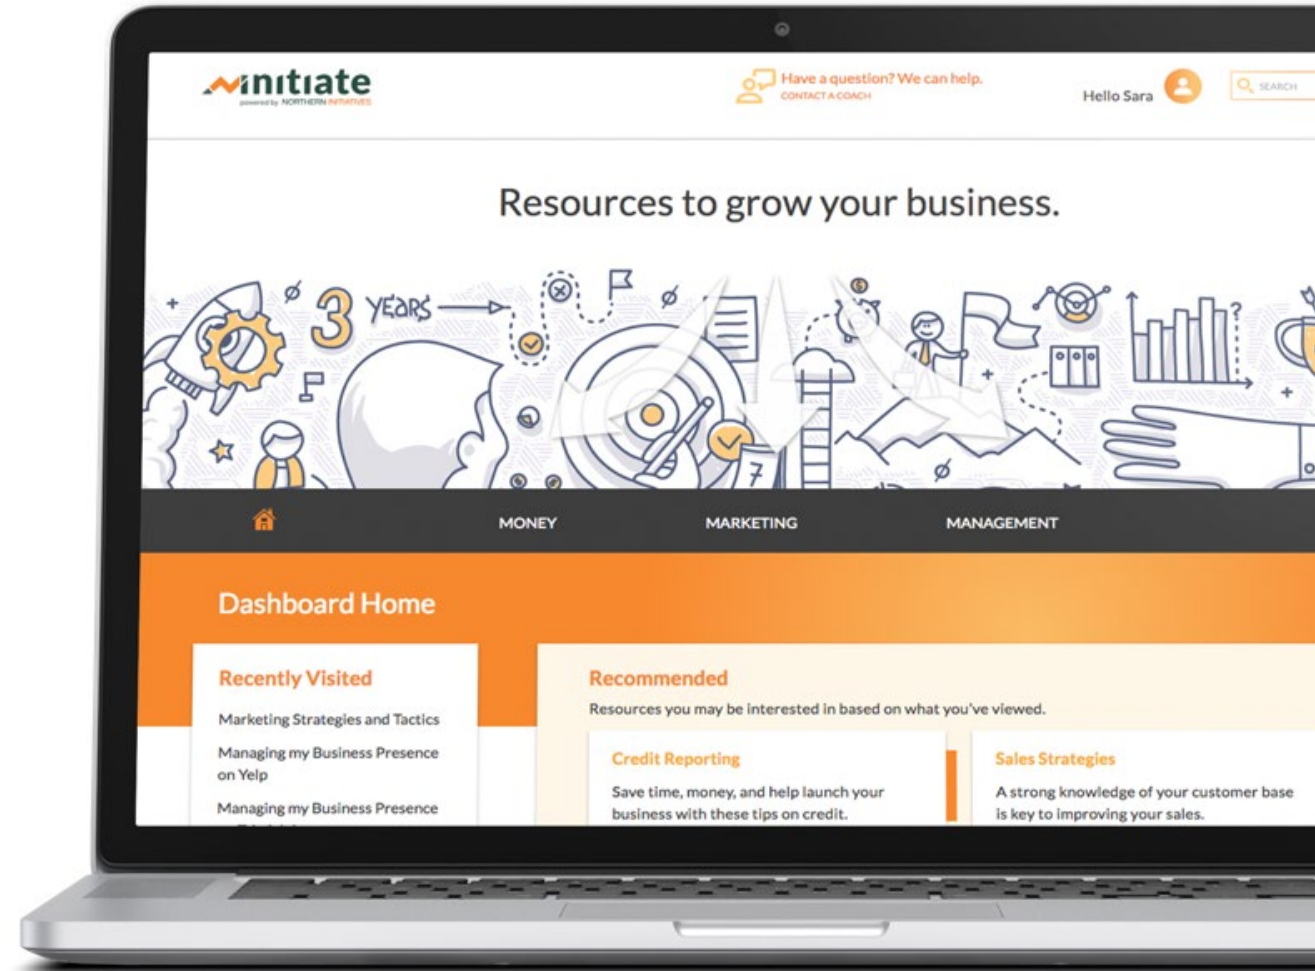 initiate
powered by NORTHERN INITIATIVES
Have a question? We can help.
CONTACT A COACH
Hello Sara
SEARCH
Resources to grow your business.
3 YEARS
?
7
MONEY
MARKETING
MANAGEMENT
Dashboard Home
Recently Visited
Marketing Strategies and Tactics
Managing my Business Presence
on Yelp
Managing my Business Presence
Recommended
Resources you may be interested in based on what you've viewed.
Credit Reporting
Save time, money, and help launch your
business with these tips on credit.
Sales Strategies
A strong knowledge of your customer base
is key to improving your sales.